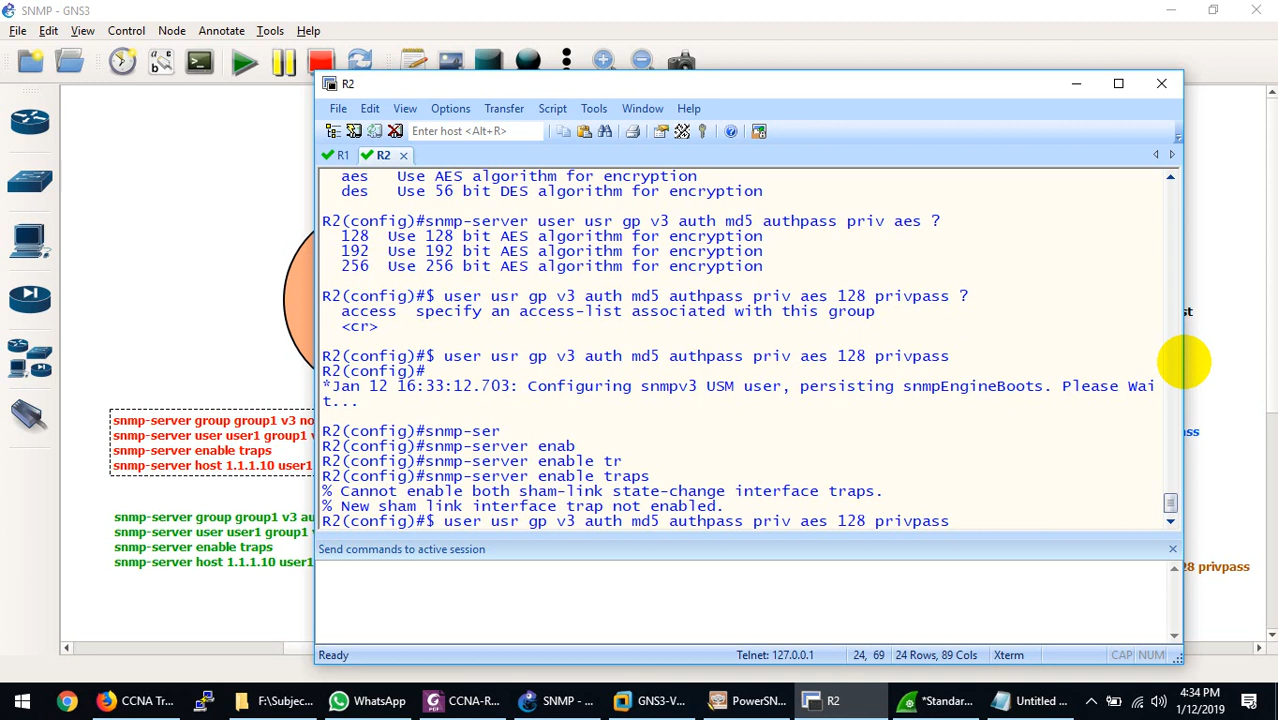 SNMP - GNS3
File Edit View Control Node Annotate Tools Help
R2
File Edit View Options Transfer Script Tools Window Help
Enter host <Alt+R>
R1 R2
aes Use AES algorithm for encryption
des Use 56 bit DES algorithm for encryption
R2(config)#snmp-server user usr gp v3 auth md5 authpass priv aes ?
128 Use 128 bit AES algorithm for encryption
192 Use 192 bit AES algorithm for encryption
256 Use 256 bit AES algorithm for encryption
R2(config)#$ user usr gp v3 auth md5 authpass priv aes 128 privpass ?
access specify an access-list associated with this group
<cr>
R2(config)#$ user usr gp v3 auth md5 authpass priv aes 128 privpass
R2(config)#
*Jan 12 16:33:12.703: Configuring snmpv3 USM user, persisting snmpEngineBoots. Please Wai
t...
R2(config)#snmp-ser
R2(config)#snmp-server enab
R2(config)#snmp-server enable tr
R2(config)#snmp-server enable traps
% Cannot enable both sham-link state-change interface traps.
% New sham link interface trap not enabled.
R2(config)#$ user usr gp v3 auth md5 authpass priv aes 128 privpass
Send commands to active session
Ready Telnet: 127.0.0.1 24, 69 24 Rows, 89 Cols Xterm CAP NUM
snmp-server group group1 v3 no
snmp-server user user1 group1 v
snmp-server enable traps
snmp-server host 1.1.1.10 user1
snmp-server group group1 v3 au
snmp-server user user1 group1 v
snmp-server enable traps
snmp-server host 1.1.1.10 user1
st
ass
28 privpass
CCNA Tr... F:\Subjec... WhatsApp CCNA-R... SNMP -... GNS3-V... PowerSN... R2 *Standar... Untitled ... 4:34 PM
1/12/2019